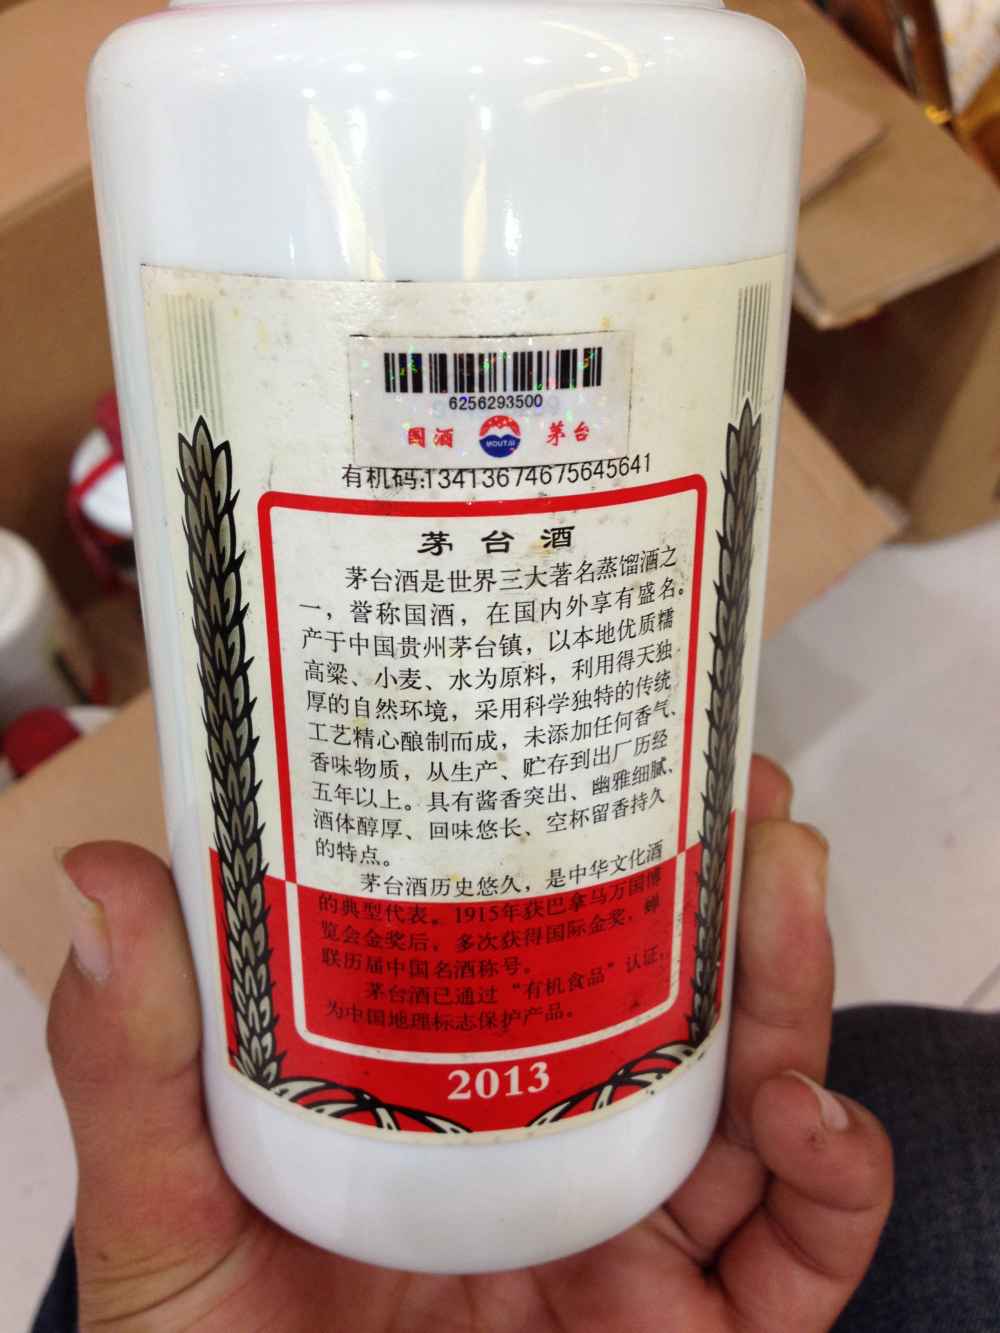 6256293500
国酒 MOUTAI 茅台
有机码:13413674675645641
茅台酒
茅台酒是世界三大著名蒸馏酒之
一，誉称国酒，在国内外享有盛名。
产于中国贵州茅台镇，以本地优质糯
高粱、小麦、水为原料，利用得天独
厚的自然环境，采用科学独特的传统
工艺精心酿制而成，未添加任何香气、
香味物质，从生产、贮存到出厂历经
五年以上。具有酱香突出、幽雅细腻、
酒体醇厚、回味悠长、空杯留香持久
的特点。
茅台酒历史悠久，是中华文化酒
的典型代表。1915年获巴拿马万国博
览会金奖后，多次获得国际金奖，蝉
联历届中国名酒称号。
茅台酒已通过“有机食品”认证，
为中国地理标志保护产品。
2013